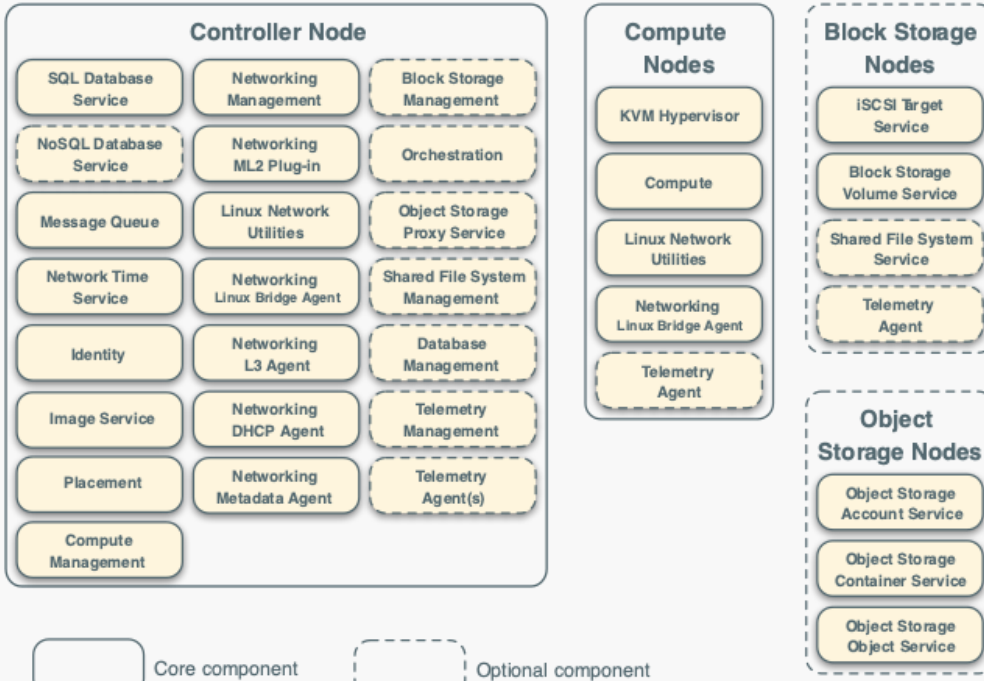 Controller Node
SQL Database
Service
NoSQL Database
Service
Message Queue
Network Time
Service
Identity
Image Service
Placement
Compute
Management
Networking
Management
Networking
ML2 Plug-in
Linux Network
Utilities
Networking
Linux Bridge Agent
Networking
L3 Agent
Networking
DHCP Agent
Networking
Metadata Agent
Block Storage
Management
Orchestration
Object Storage
Proxy Service
Shared File System
Management
Database
Management
Telemetry
Management
Telemetry
Agent(s)
Compute
Nodes
KVM Hypervisor
Compute
Linux Network
Utilities
Networking
Linux Bridge Agent
Telemetry
Agent
Block Storage
Nodes
iSCSI Target
Service
Block Storage
Volume Service
Shared File System
Service
Telemetry
Agent
Object
Storage Nodes
Object Storage
Account Service
Object Storage
Container Service
Object Storage
Object Service
Core component
Optional component